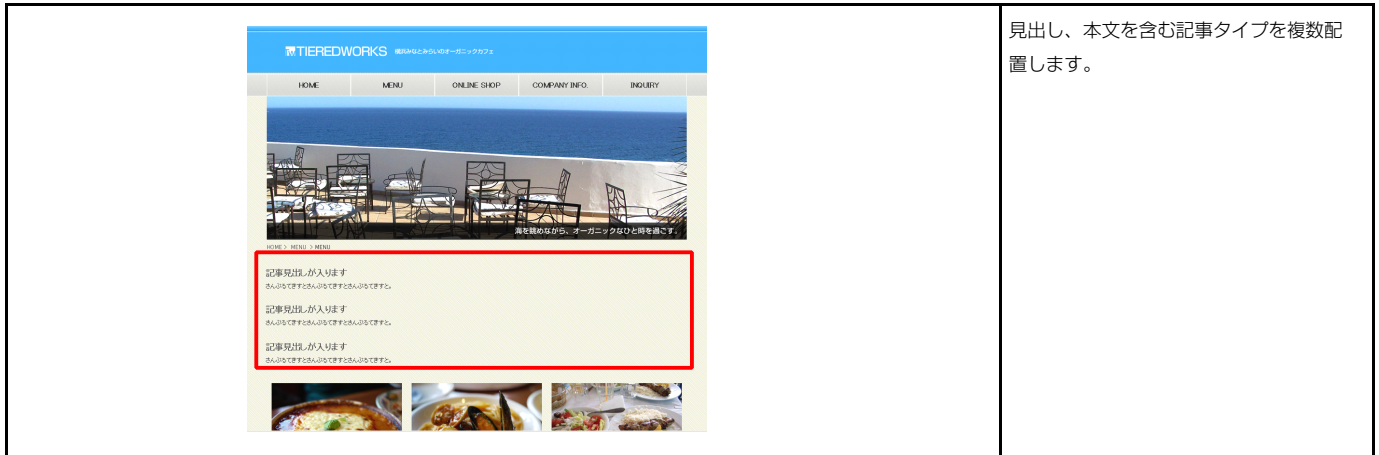 TIEREDWORKS 横浜みなとみらいのオーガニックカフェ
HOME MENU ONLINE SHOP COMPANY INFO. INQUIRY
海を眺めながら、オーガニックなひと時を過ごす。
HOME > MENU > MENU
記事見出しが入ります
さんぷるてきすとさんぷるてきすとさんぷるてきすと。
記事見出しが入ります
さんぷるてきすとさんぷるてきすとさんぷるてきすと。
記事見出しが入ります
さんぷるてきすとさんぷるてきすとさんぷるてきすと。
見出し、本文を含む記事タイプを複数配
置します。